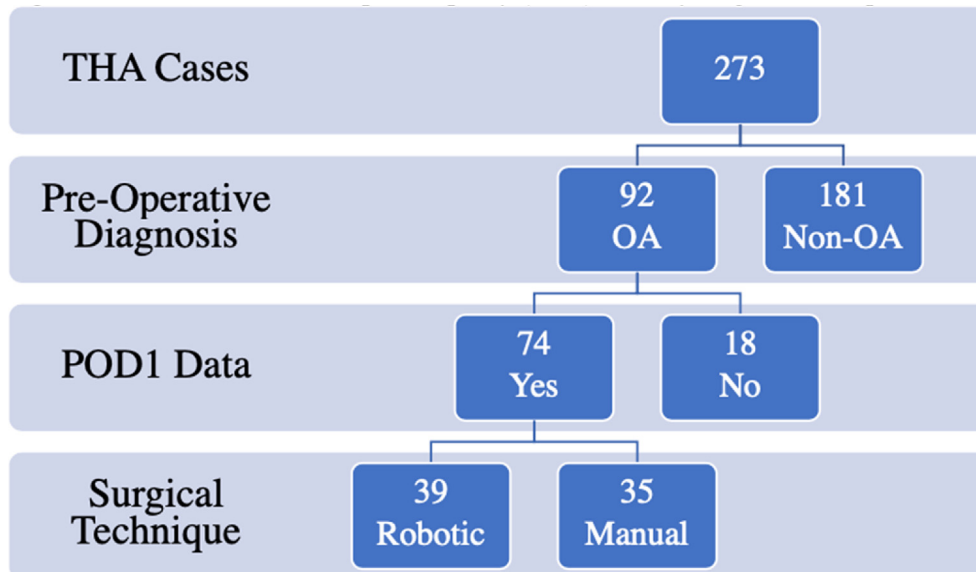 THA Cases
273
Pre-Operative
Diagnosis
92
OA
181
Non-OA
POD1 Data
74
Yes
18
No
Surgical
Technique
39
Robotic
35
Manual